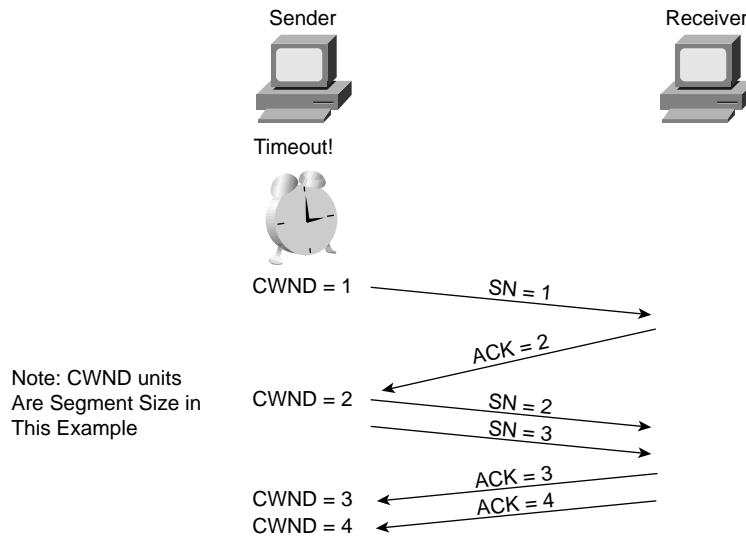 Sender
Receiver
Timeout!
CWND = 1
SN = 1
ACK = 2
Note: CWND units
Are Segment Size in
This Example
CWND = 2
SN = 2
SN = 3
ACK = 3
CWND = 3
ACK = 4
CWND = 4